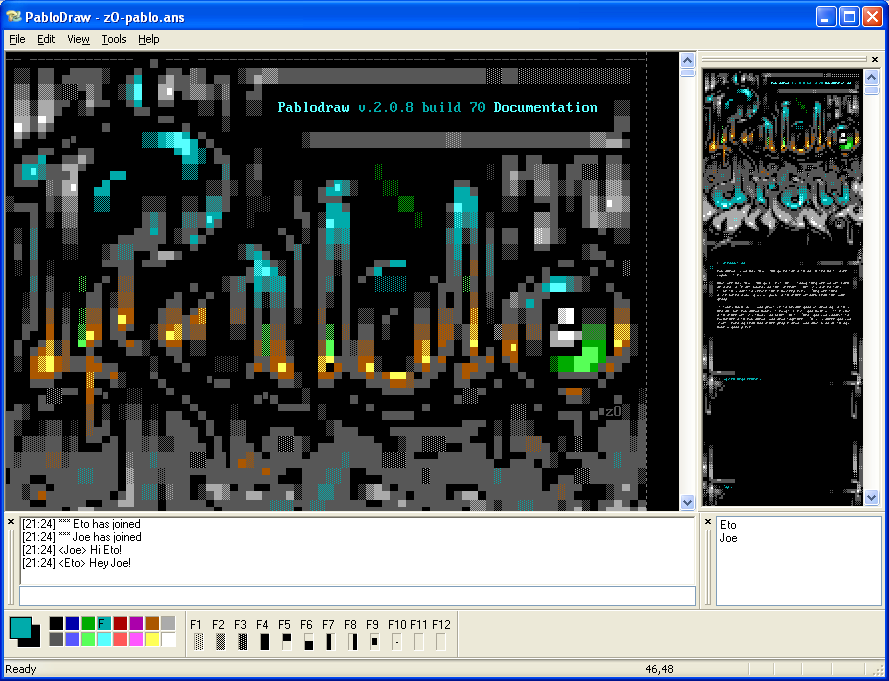 PabloDraw - zO-pablo.ans
File Edit View Tools Help
Pablodraw v.2.0.8 build 70 Documentation
zO
[21:24] *** Eto has joined
[21:24] *** Joe has joined
[21:24] <Joe> Hi Eto!
[21:24] <Eto> Hey Joe!
Eto
Joe
F
F1 F2 F3 F4 F5 F6 F7 F8 F9 F10 F11 F12
Ready 46,48